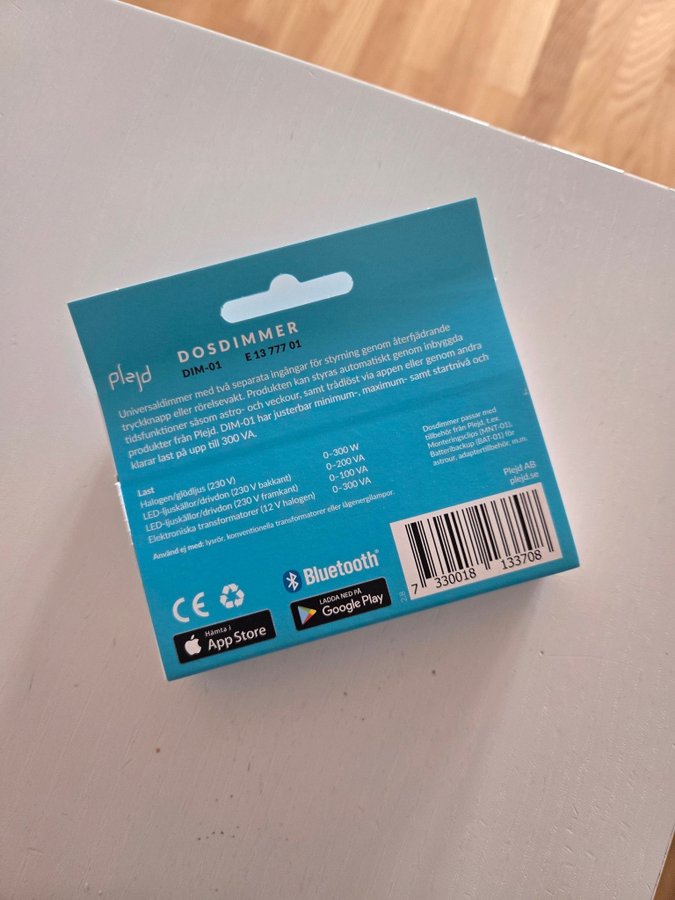 plejd
DOSDIMMER
DIM-01 E 13 777 01
Universaldimmer med två separata ingångar för styrning genom återfjädrande
tryckknapp eller rörelsevakt. Produkten kan styras automatiskt genom inbyggda
tidsfunktioner såsom astro- och veckour, samt trådlöst via appen eller genom andra
produkter från Plejd. DIM-01 har justerbar minimum-, maximum- samt startnivå och
klarar last på upp till 300 VA.
Last
Halogen/glödljus (230 V) 0–300 W
LED-ljuskällor/drivdon (230 V bakkant) 0–200 VA
LED-ljuskällor/drivdon (230 V framkant) 0–100 VA
Elektroniska transformatorer (12 V halogen) 0–300 VA
Använd ej med: lysrör, konventionella transformatorer eller lågenergilampor.
Dosdimmer passar med
tillbehör från Plejd, t.ex:
Monteringsclips (MNT-01),
Batteribackup (BAT-01) för
astrour, adaptertillbehör, m.m.
Plejd AB
plejd.se
CE
Bluetooth®
Hämta i
App Store
LADDA NED PÅ
Google Play
2.8
7 330018 133708